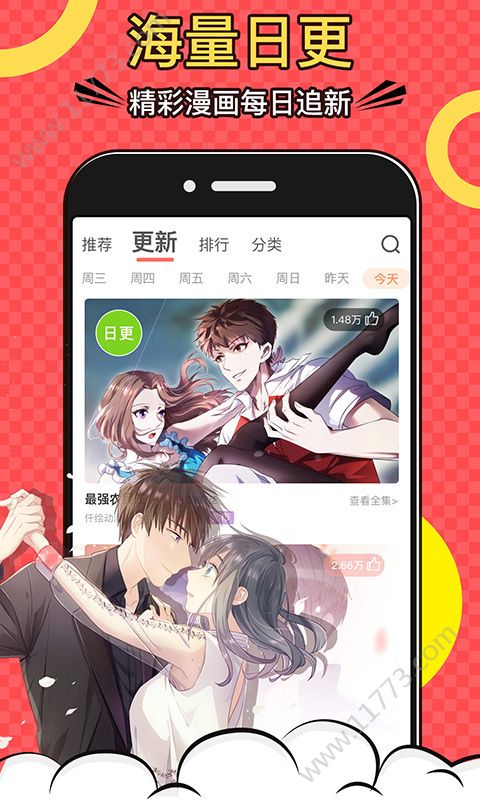 海量日更
精彩漫画每日追新
推荐 更新 排行 分类
周三 周四 周五 周六 周日 昨天 今天
日更
1.48万
最强农
查看全集>
仟绘动漫
2.66万
www.11773.com
www.11773.com